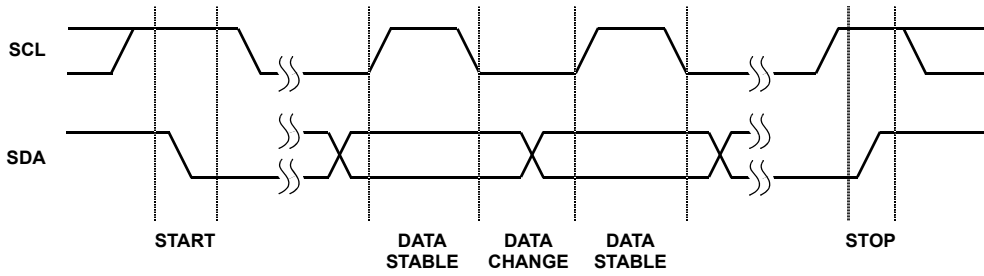 SCL
SDA
START
DATA
STABLE
DATA
CHANGE
DATA
STABLE
STOP